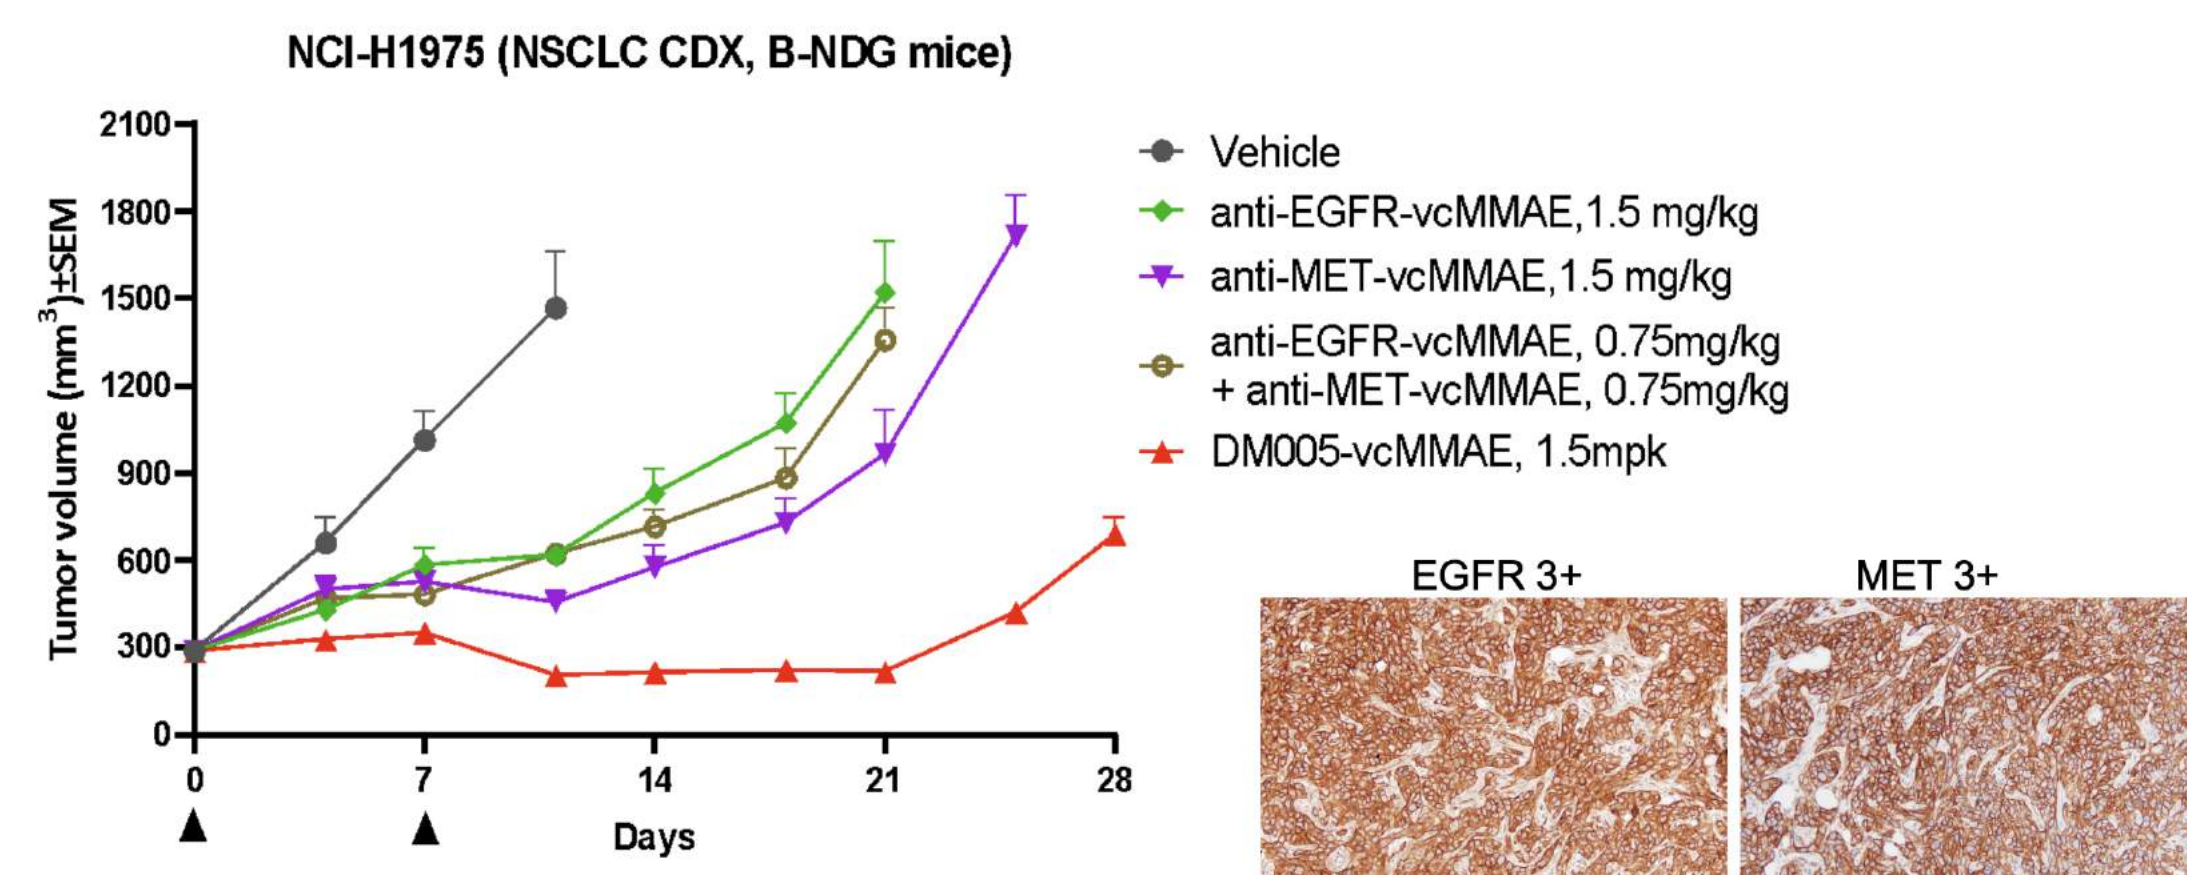 NCI-H1975 (NSCLC CDX, B-NDG mice)
Tumor volume (mm³)±SEM
2100
1800
1500
1200
900
600
300
0
0 7 14 21 28
Days
Vehicle
anti-EGFR-vcMMAE,1.5 mg/kg
anti-MET-vcMMAE,1.5 mg/kg
anti-EGFR-vcMMAE, 0.75mg/kg
+ anti-MET-vcMMAE, 0.75mg/kg
DM005-vcMMAE, 1.5mpk
EGFR 3+
MET 3+